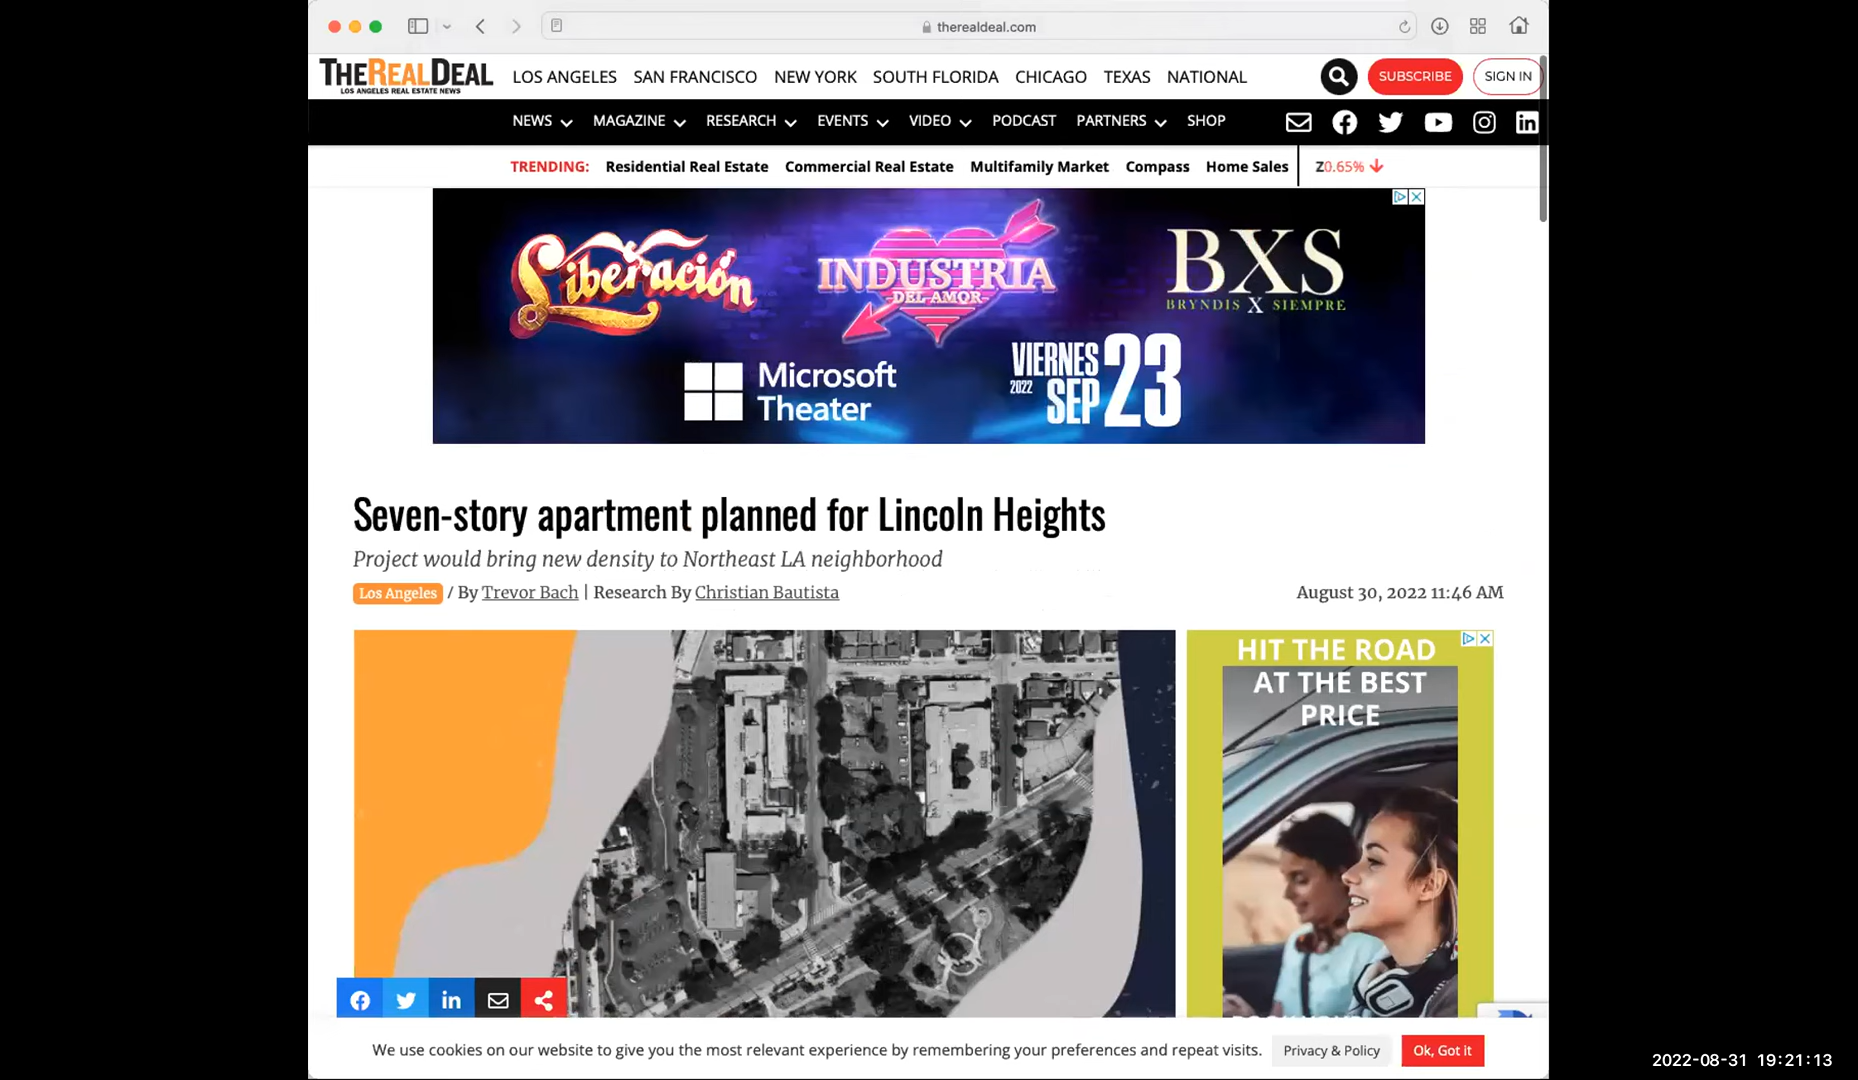 therealdeal.com
THEREALDEAL
LOS ANGELES REAL ESTATE NEWS
LOS ANGELES SAN FRANCISCO NEW YORK SOUTH FLORIDA CHICAGO TEXAS NATIONAL
SUBSCRIBE
SIGN IN
NEWS MAGAZINE RESEARCH EVENTS VIDEO PODCAST PARTNERS SHOP
TRENDING: Residential Real Estate Commercial Real Estate Multifamily Market Compass Home Sales
Z0.65%
Liberación
INDUSTRIA
DEL AMOR
BXS
BRYNDIS X SIEMPRE
Microsoft
Theater
VIERNES
2022
SEP
23
Seven-story apartment planned for Lincoln Heights
Project would bring new density to Northeast LA neighborhood
Los Angeles / By Trevor Bach | Research By Christian Bautista
August 30, 2022 11:46 AM
HIT THE ROAD
AT THE BEST
PRICE
We use cookies on our website to give you the most relevant experience by remembering your preferences and repeat visits.
Privacy & Policy
Ok, Got it
2022-08-31 19:21:13